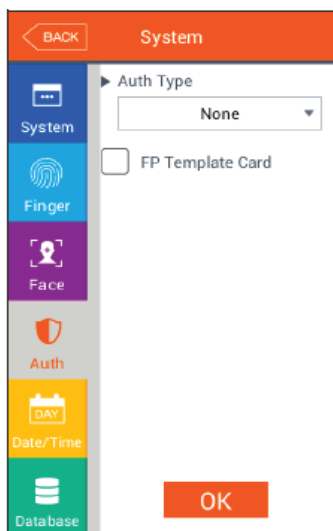 BACK
System
System
Finger
Face
Auth
DAY
Date/Time
Database
Auth Type
None
FP Template Card
OK